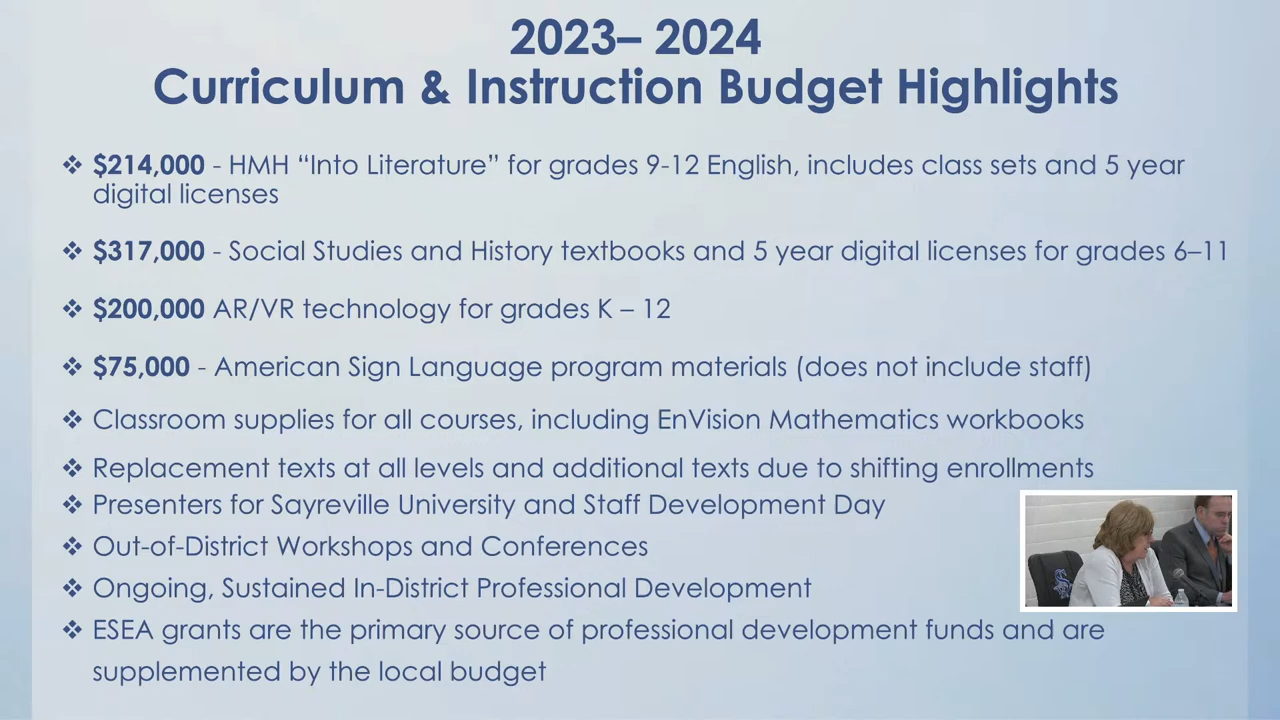 2023– 2024
Curriculum & Instruction Budget Highlights
❖ $214,000 - HMH “Into Literature” for grades 9-12 English, includes class sets and 5 year
digital licenses
❖ $317,000 - Social Studies and History textbooks and 5 year digital licenses for grades 6–11
❖ $200,000 AR/VR technology for grades K – 12
❖ $75,000 - American Sign Language program materials (does not include staff)
❖ Classroom supplies for all courses, including EnVision Mathematics workbooks
❖ Replacement texts at all levels and additional texts due to shifting enrollments
❖ Presenters for Sayreville University and Staff Development Day
❖ Out-of-District Workshops and Conferences
❖ Ongoing, Sustained In-District Professional Development
❖ ESEA grants are the primary source of professional development funds and are
supplemented by the local budget